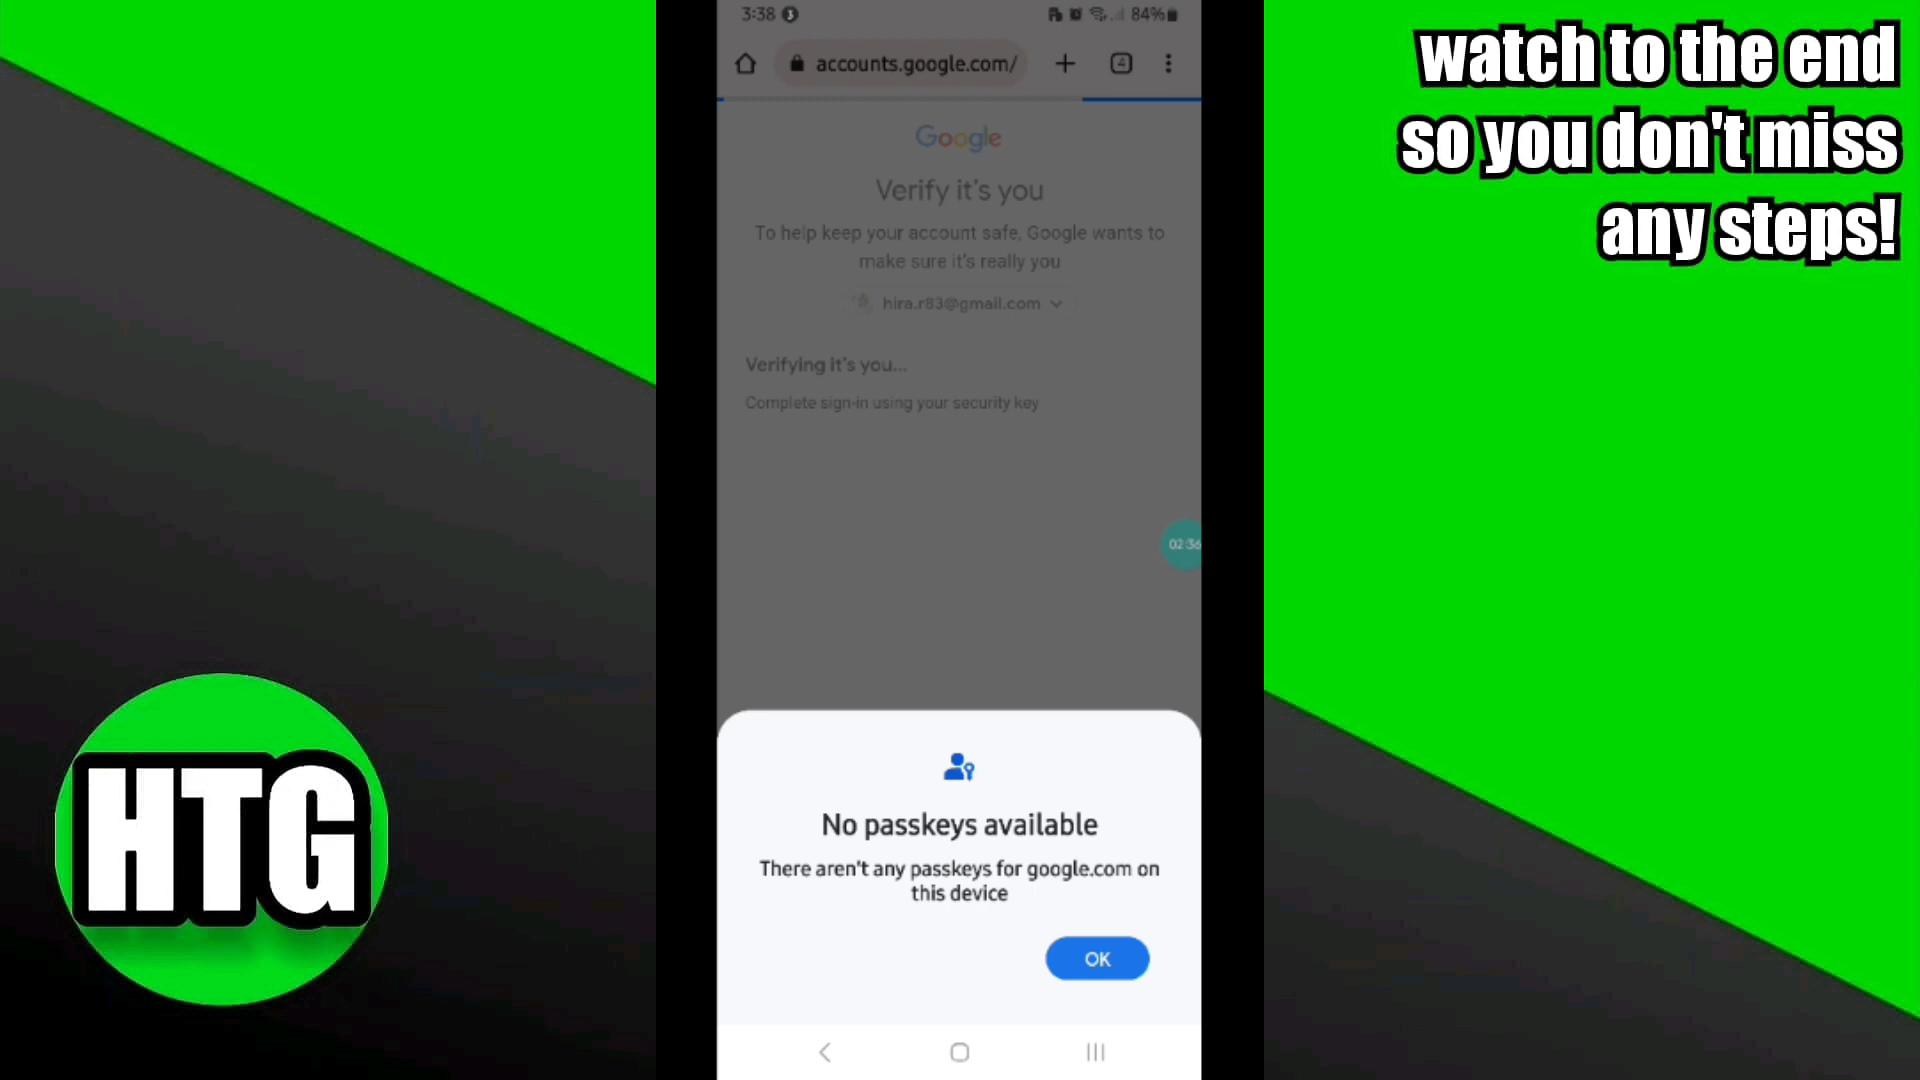 watch to the end
so you don't miss
any steps!
3:38
84%
accounts.google.com/
4
Google
Verify it's you
To help keep your account safe, Google wants to
make sure it's really you
hira.r83@gmail.com
Verifying it's you...
Complete sign-in using your security key
02:36
HTG
No passkeys available
There aren't any passkeys for google.com on
this device
OK